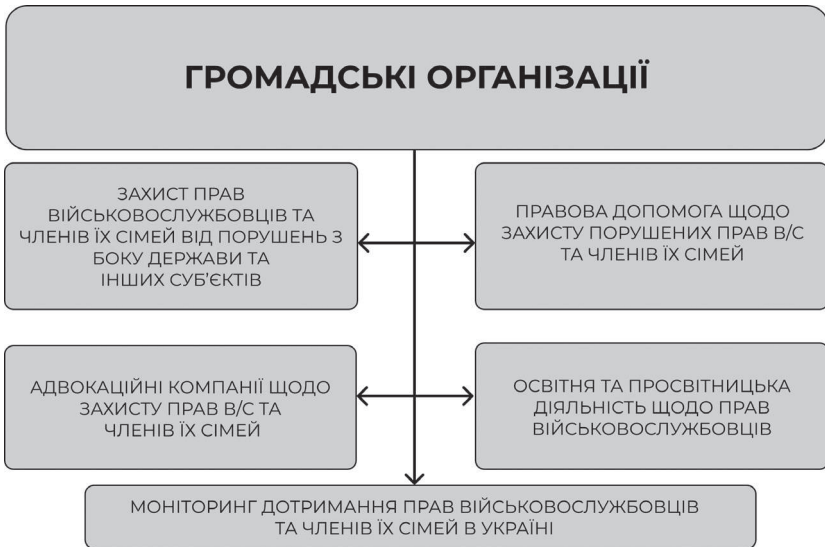 ГРОМАДСЬКІ ОРГАНІЗАЦІЇ
ЗАХИСТ ПРАВ
ВІЙСЬКОВОСЛУЖБОВЦІВ ТА
ЧЛЕНІВ ЇХ СІМЕЙ ВІД ПОРУШЕНЬ З
БОКУ ДЕРЖАВИ ТА
ІНШИХ СУБ'ЄКТІВ
ПРАВОВА ДОПОМОГА ЩОДО
ЗАХИСТУ ПОРУШЕНИХ ПРАВ В/С
ТА ЧЛЕНІВ ЇХ СІМЕЙ
АДВОКАЦІЙНІ КОМПАНІЇ ЩОДО
ЗАХИСТУ ПРАВ В/С ТА
ЧЛЕНІВ ЇХ СІМЕЙ
ОСВІТНЯ ТА ПРОСВІТНИЦЬКА
ДІЯЛЬНІСТЬ ЩОДО ПРАВ
ВІЙСЬКОВОСЛУЖБОВЦІВ
МОНІТОРИНГ ДОТРИМАННЯ ПРАВ ВІЙСЬКОВОСЛУЖБОВЦІВ
ТА ЧЛЕНІВ ЇХ СІМЕЙ В УКРАЇНІ